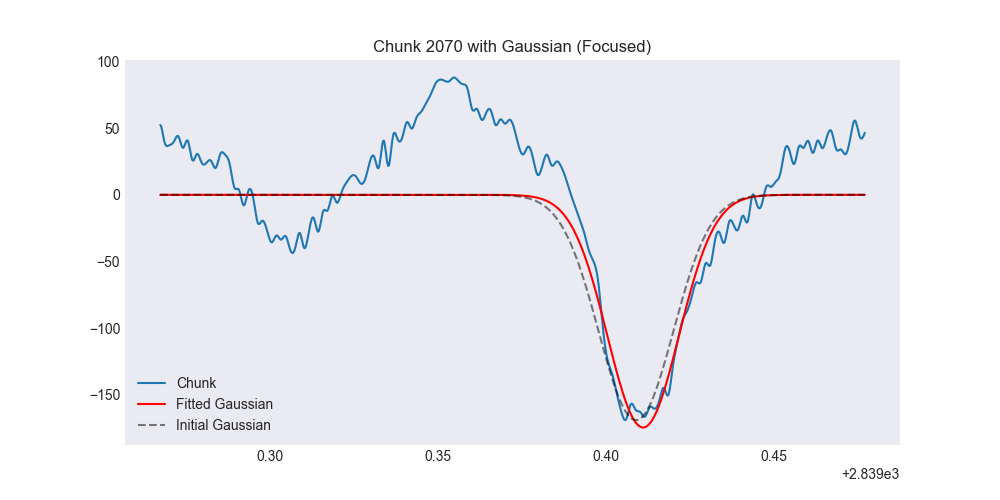 Chunk 2070 with Gaussian (Focused)
100
50
0
−50
−100
−150
Chunk
Fitted Gaussian
Initial Gaussian
0.30 0.35 0.40 0.45
+2.839e3